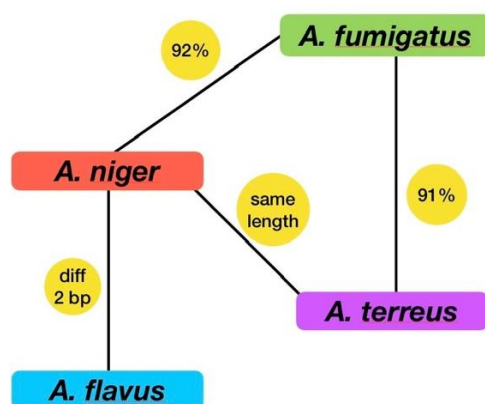 92%
A. fumigatus
A. niger
same
length
91%
diff
2 bp
A. terreus
A. flavus